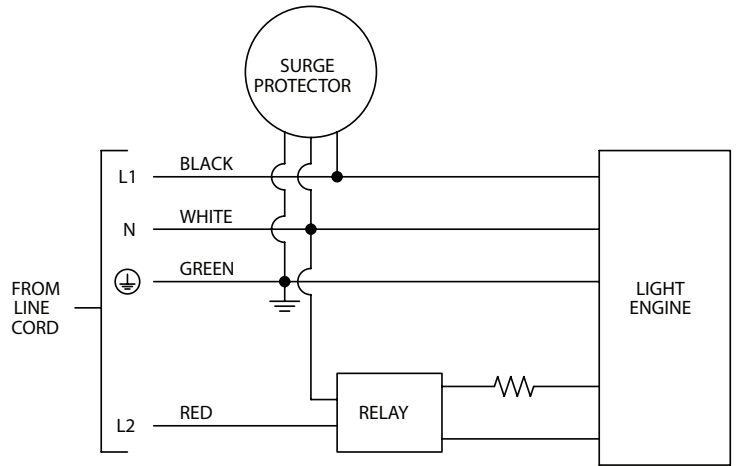 SURGE
PROTECTOR
L1
BLACK
N
WHITE
GREEN
FROM
LINE
CORD
LIGHT
ENGINE
L2
RED
RELAY